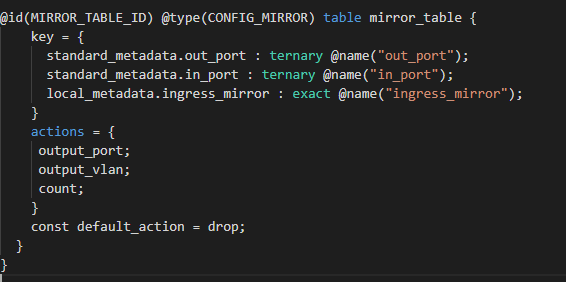 @id(MIRROR_TABLE_ID) @type(CONFIG_MIRROR) table mirror_table {
    key = {
      standard_metadata.out_port : ternary @name("out_port");
      standard_metadata.in_port : ternary @name("in_port");
      local_metadata.ingress_mirror : exact @name("ingress_mirror");
    }
    actions = {
     output_port;
     output_vlan;
     count;
    }
    const default_action = drop;
  }
}